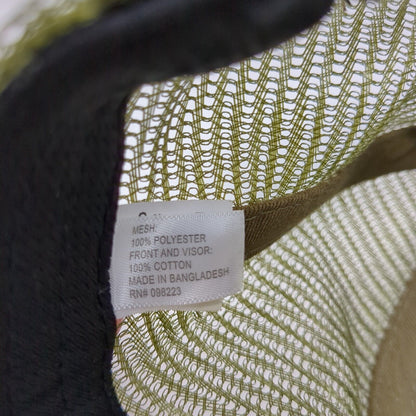 MESH:
100% POLYESTER
FRONT AND VISOR:
100% COTTON
MADE IN BANGLADESH
RN# 098223